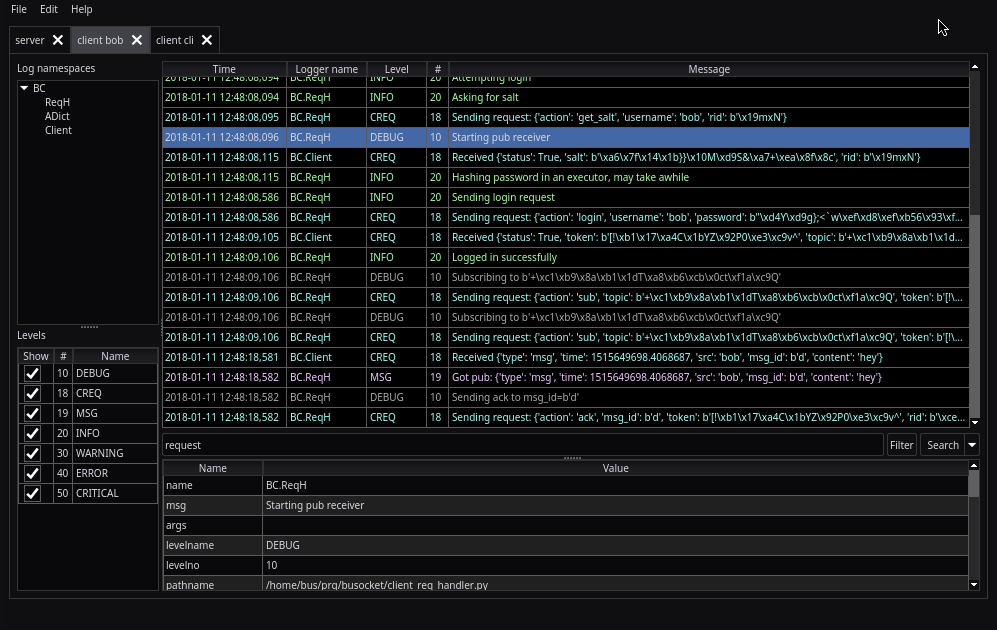 File Edit Help
server client bob client cli
Log namespaces
BC
ReqH
ADict
Client
Levels
Show # Name
10 DEBUG
18 CREQ
19 MSG
20 INFO
30 WARNING
40 ERROR
50 CRITICAL
Time Logger name Level # Message
2018-01-11 12:48:08,094 BC.ReqH INFO 20 Attempting login
2018-01-11 12:48:08,094 BC.ReqH INFO 20 Asking for salt
2018-01-11 12:48:08,095 BC.ReqH CREQ 18 Sending request: {'action': 'get_salt', 'username': 'bob', 'rid': b'\x19mxN'}
2018-01-11 12:48:08,096 BC.ReqH DEBUG 10 Starting pub receiver
2018-01-11 12:48:08,115 BC.Client CREQ 18 Received {'status': True, 'salt': b'\xa6\x7f\x14\x1b}}\x10M\xd9S&\xa7+\xea\x8f\x8c', 'rid': b'\x19mxN'}
2018-01-11 12:48:08,115 BC.ReqH INFO 20 Hashing password in an executor, may take awhile
2018-01-11 12:48:08,586 BC.ReqH INFO 20 Sending login request
2018-01-11 12:48:08,586 BC.ReqH CREQ 18 Sending request: {'action': 'login', 'username': 'bob', 'password': b"\xd4Y\xd9g};<`w\xef\xd8\xef\xb56\x93\xf...
2018-01-11 12:48:09,105 BC.Client CREQ 18 Received {'status': True, 'token': b'[!\xb1\x17\xa4C\x1bYZ\x92P0\xe3\xc9v^', 'topic': b'+\xc1\xb9\x8a\xb1\x1d...
2018-01-11 12:48:09,106 BC.ReqH INFO 20 Logged in successfully
2018-01-11 12:48:09,106 BC.ReqH DEBUG 10 Subscribing to b'+\xc1\xb9\x8a\xb1\x1dT\xa8\xb6\xcb\x0ct\xf1a\xc9Q'
2018-01-11 12:48:09,106 BC.ReqH CREQ 18 Sending request: {'action': 'sub', 'topic': b'+\xc1\xb9\x8a\xb1\x1dT\xa8\xb6\xcb\x0ct\xf1a\xc9Q', 'token': b'[!\...
2018-01-11 12:48:09,106 BC.ReqH DEBUG 10 Subscribing to b'+\xc1\xb9\x8a\xb1\x1dT\xa8\xb6\xcb\x0ct\xf1a\xc9Q'
2018-01-11 12:48:09,106 BC.ReqH CREQ 18 Sending request: {'action': 'sub', 'topic': b'+\xc1\xb9\x8a\xb1\x1dT\xa8\xb6\xcb\x0ct\xf1a\xc9Q', 'token': b'[!\...
2018-01-11 12:48:18,581 BC.Client CREQ 18 Received {'type': 'msg', 'time': 1515649698.4068687, 'src': 'bob', 'msg_id': b'd', 'content': 'hey'}
2018-01-11 12:48:18,582 BC.ReqH MSG 19 Got pub: {'type': 'msg', 'time': 1515649698.4068687, 'src': 'bob', 'msg_id': b'd', 'content': 'hey'}
2018-01-11 12:48:18,582 BC.ReqH DEBUG 10 Sending ack to msg_id=b'd'
2018-01-11 12:48:18,582 BC.ReqH CREQ 18 Sending request: {'action': 'ack', 'msg_id': b'd', 'token': b'[!\xb1\x17\xa4C\x1bYZ\x92P0\xe3\xc9v^', 'rid': b'\xce...
request Filter Search
Name Value
name BC.ReqH
msg Starting pub receiver
args
levelname DEBUG
levelno 10
pathname /home/bus/prg/busocket/client_req_handler.py